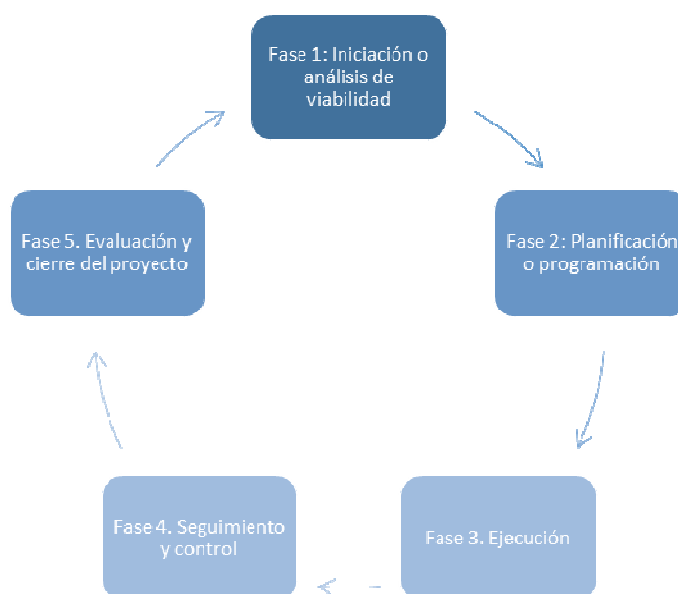 Fase 1: Iniciación o
análisis de
viabilidad
Fase 2: Planificación
o programación
Fase 3. Ejecución
Fase 4. Seguimiento
y control
Fase 5. Evaluación y
cierre del proyecto